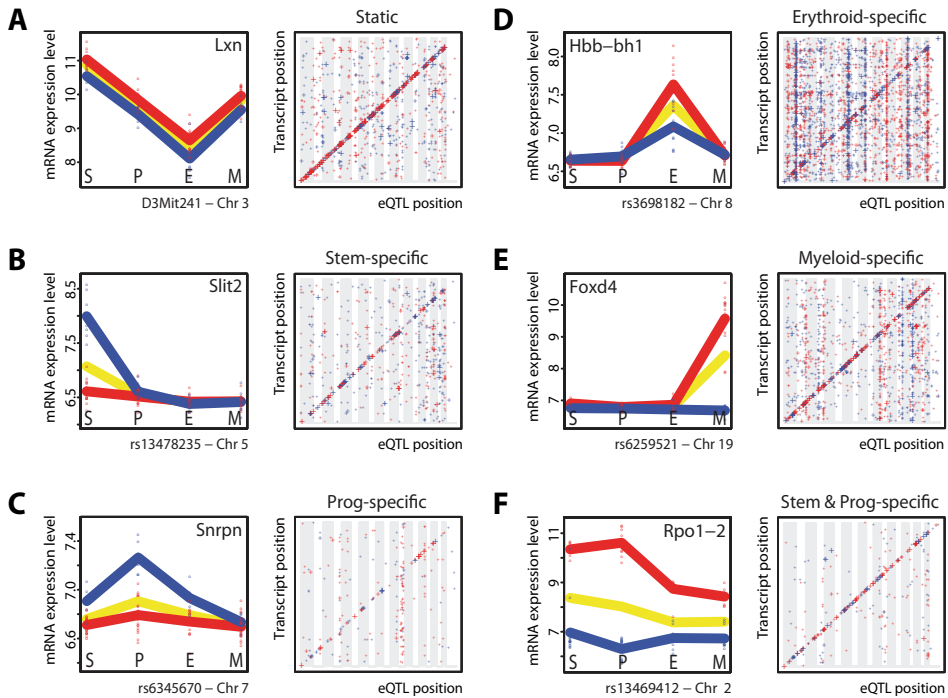 A
Static
Lxn
mRNA expression level
11
10
9
8
S P E M
D3Mit241 – Chr 3
Transcript position
eQTL position
B
Stem-specific
Slit2
mRNA expression level
8.5
7.5
6.5
S P E M
rs13478235 – Chr 5
Transcript position
eQTL position
C
Prog-specific
Snrpn
mRNA expression level
7.4
7.0
6.6
S P E M
rs6345670 – Chr 7
Transcript position
eQTL position
D
Erythroid-specific
Hbb–bh1
mRNA expression level
8.0
7.5
7.0
6.5
S P E M
rs3698182 – Chr 8
Transcript position
eQTL position
E
Myeloid-specific
Foxd4
mRNA expression level
10
9
8
7
S P E M
rs6259521 – Chr 19
Transcript position
eQTL position
F
Stem & Prog-specific
Rpo1–2
mRNA expression level
11
9
7
S P E M
rs13469412 – Chr 2
Transcript position
eQTL position